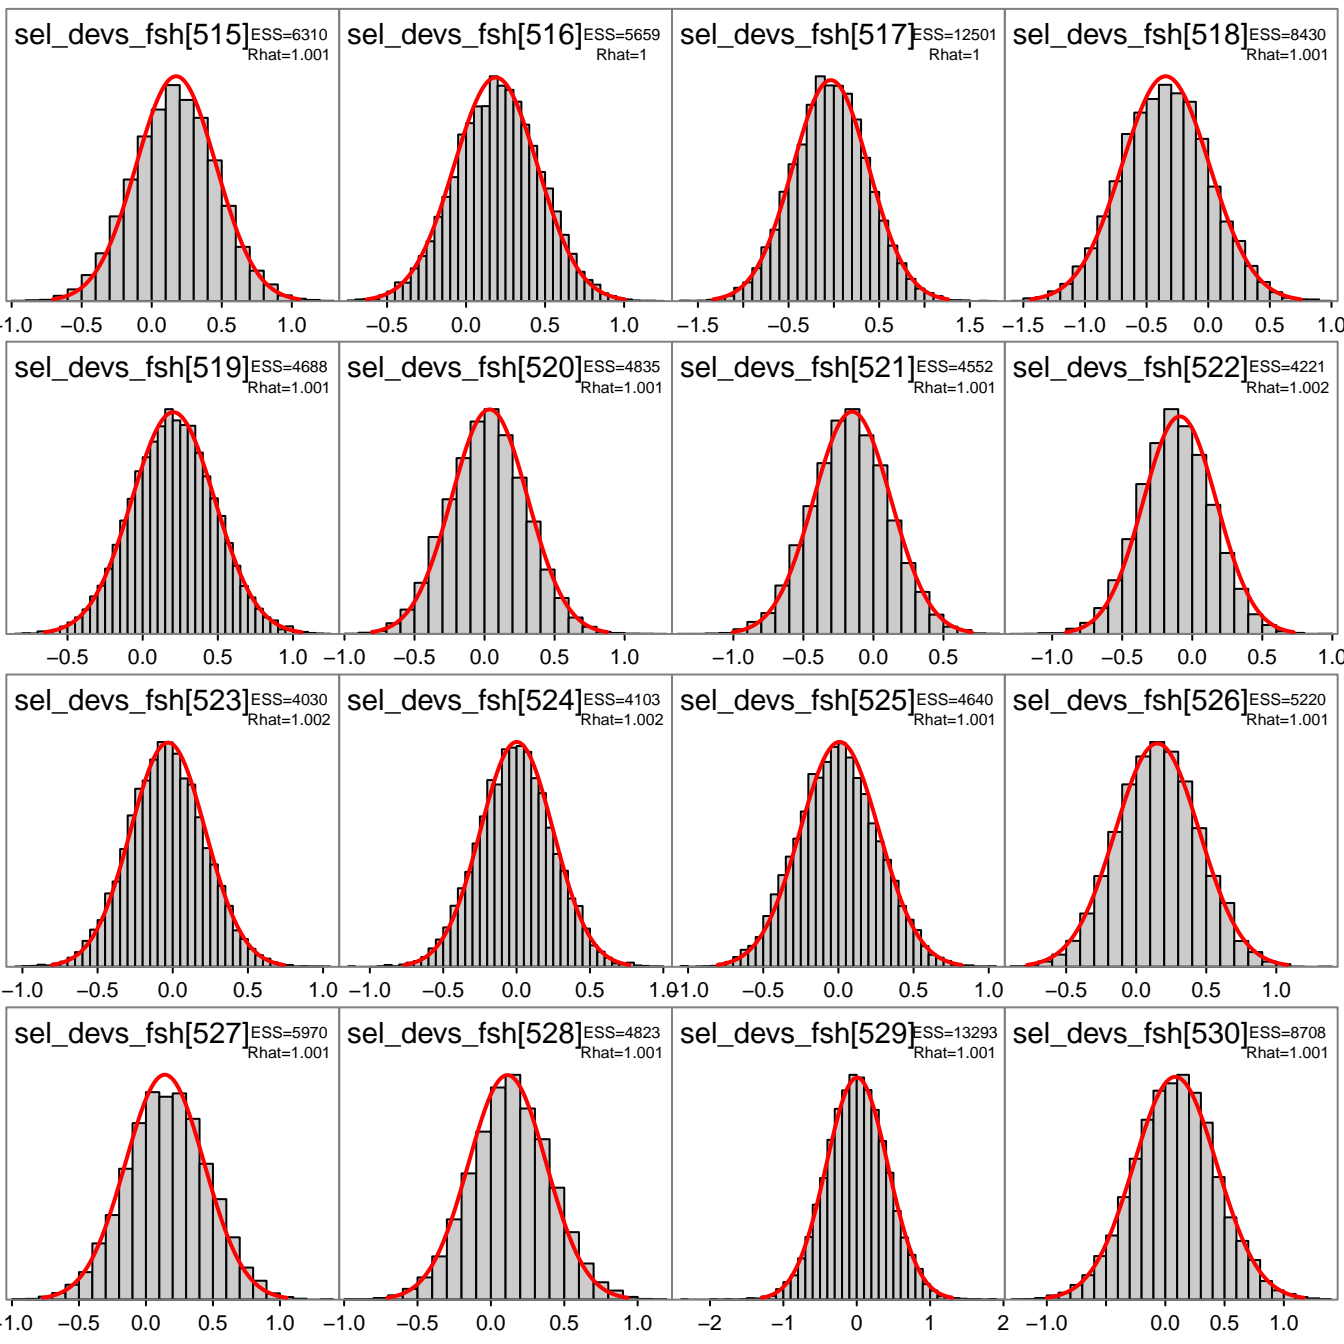 sel_devs_fsh[515] ESS=6310
Rhat=1.001
sel_devs_fsh[516] ESS=5659
Rhat=1
sel_devs_fsh[517] ESS=12501
Rhat=1
sel_devs_fsh[518] ESS=8430
Rhat=1.001
−1.0 −0.5 0.0 0.5 1.0
−0.5 0.0 0.5 1.0
−1.5 −0.5 0.5 1.5
−1.5 −1.0 −0.5 0.0 0.5 1.0
sel_devs_fsh[519] ESS=4688
Rhat=1.001
sel_devs_fsh[520] ESS=4835
Rhat=1.001
sel_devs_fsh[521] ESS=4552
Rhat=1.001
sel_devs_fsh[522] ESS=4221
Rhat=1.002
−0.5 0.0 0.5 1.0
−1.0 −0.5 0.0 0.5 1.0
−1.0 −0.5 0.0 0.5
−1.0 −0.5 0.0 0.5 1.0
sel_devs_fsh[523] ESS=4030
Rhat=1.002
sel_devs_fsh[524] ESS=4103
Rhat=1.002
sel_devs_fsh[525] ESS=4640
Rhat=1.001
sel_devs_fsh[526] ESS=5220
Rhat=1.001
−1.0 −0.5 0.0 0.5 1.0
−1.0 −0.5 0.0 0.5 1.0
−1.0 −0.5 0.0 0.5 1.0
−1.0 −0.5 0.0 0.5 1.0
sel_devs_fsh[527] ESS=5970
Rhat=1.001
sel_devs_fsh[528] ESS=4823
Rhat=1.001
sel_devs_fsh[529] ESS=13293
Rhat=1.001
sel_devs_fsh[530] ESS=8708
Rhat=1.001
−1.0 −0.5 0.0 0.5 1.0
−1.0 −0.5 0.0 0.5 1.0
−2 −1 0 1 2
−1.0 0.0 0.5 1.0